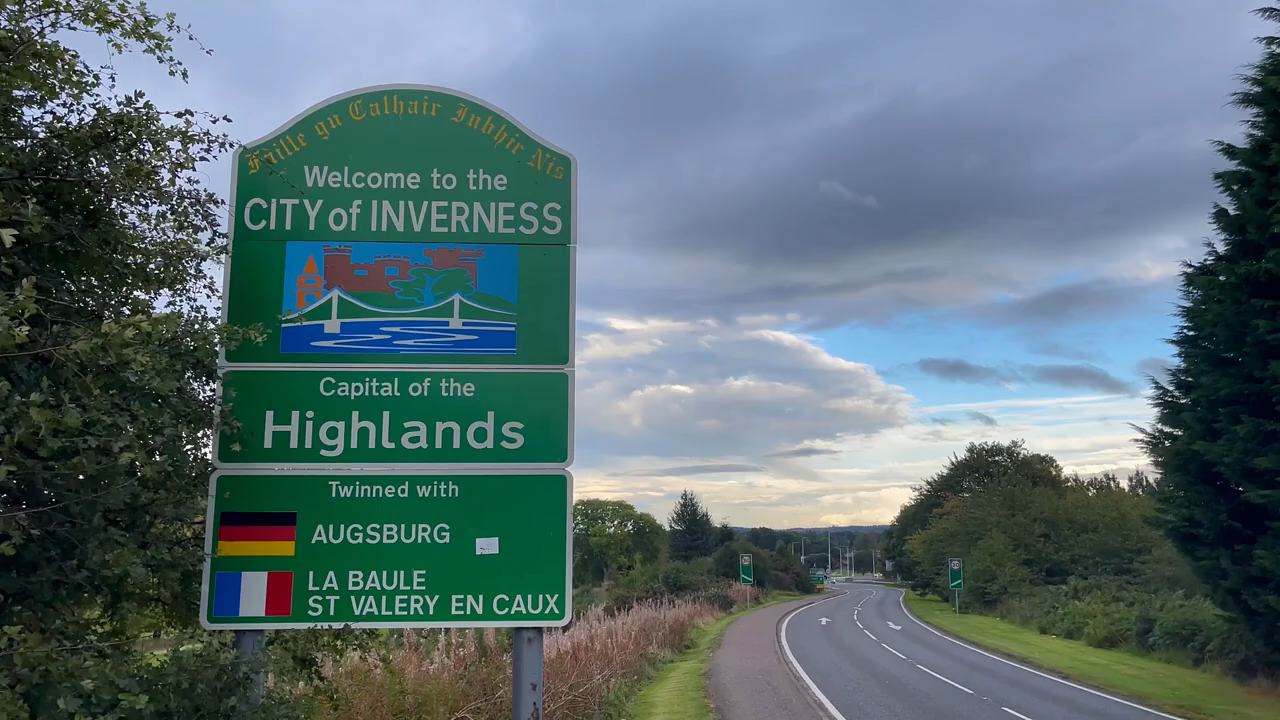 Fàilte gu Cathair Inbhir Nis
Welcome to the
CITY of INVERNESS
Capital of the
Highlands
Twinned with
AUGSBURG
LA BAULE
ST VALERY EN CAUX